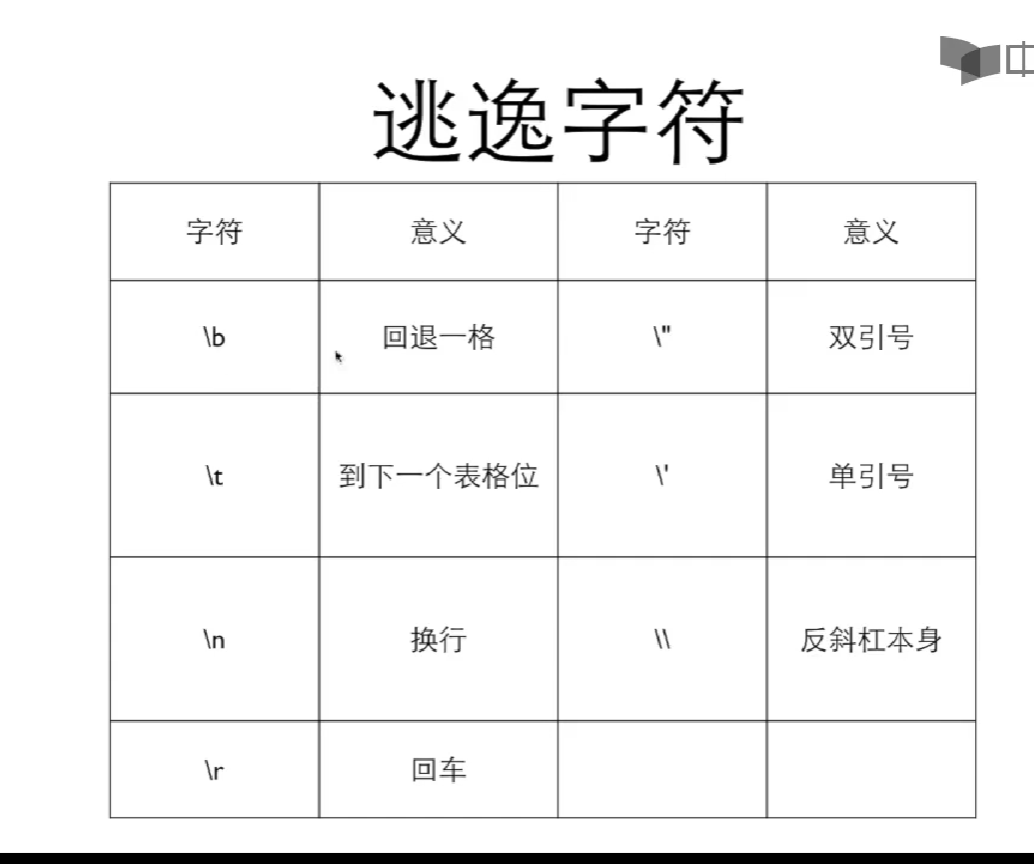 中
逃逸字符
字符 意义 字符 意义
\b 回退一格 \" 双引号
\t 到下一个表格位 \' 单引号
\n 换行 \\ 反斜杠本身
\r 回车